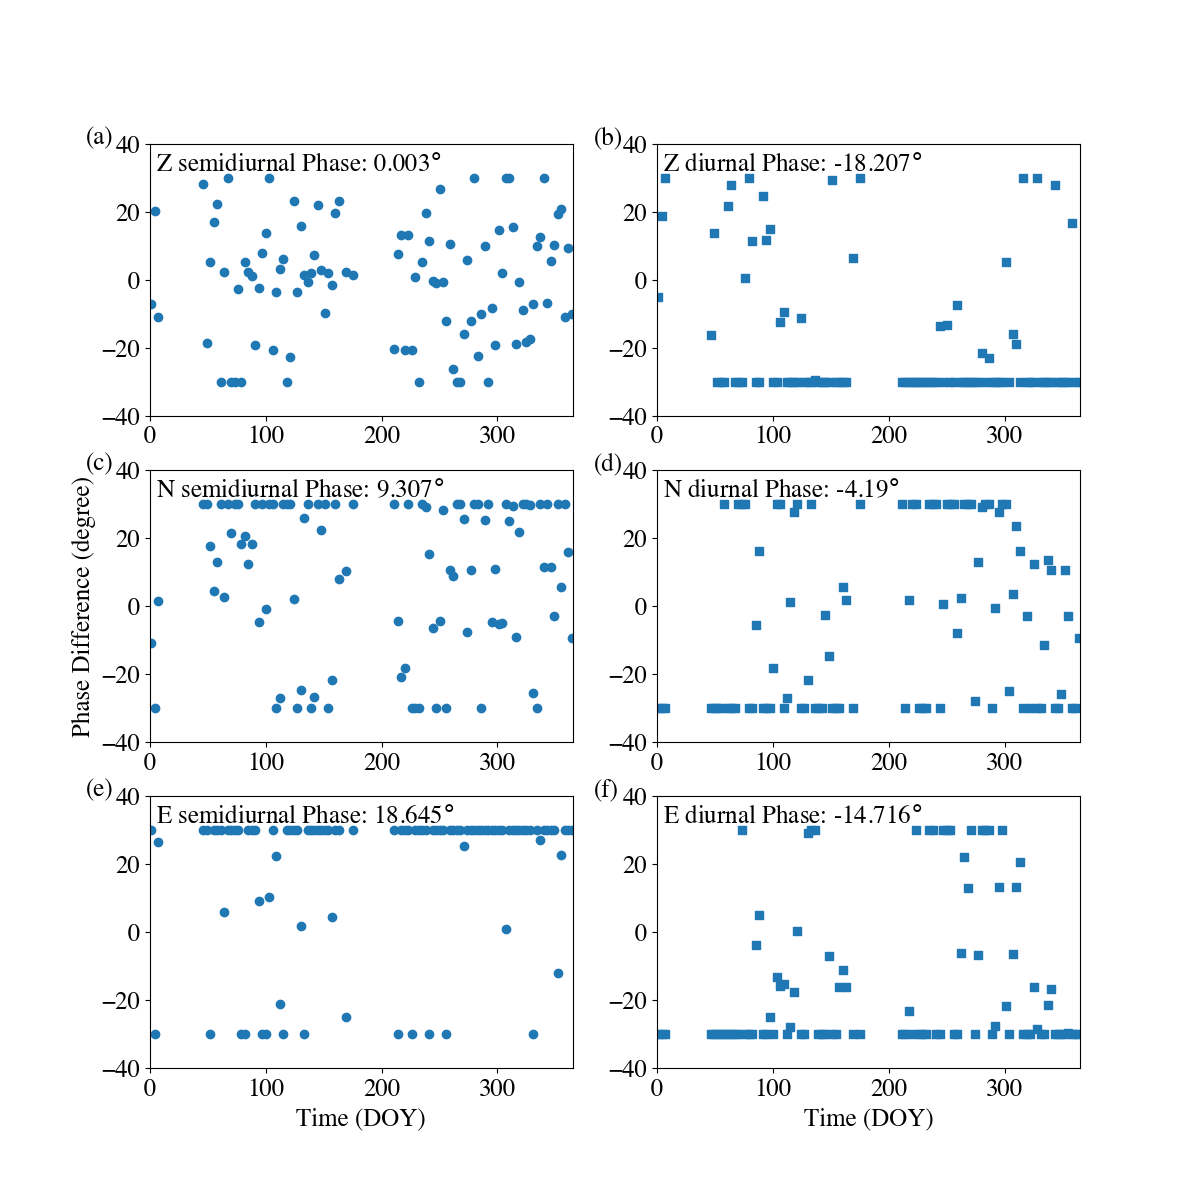 (a)
Z semidiurnal Phase: 0.003°
40
20
0
−20
−40
0 100 200 300
(b)
Z diurnal Phase: -18.207°
40
20
0
−20
−40
0 100 200 300
Phase Difference (degree)
(c)
N semidiurnal Phase: 9.307°
40
20
0
−20
−40
0 100 200 300
(d)
N diurnal Phase: -4.19°
40
20
0
−20
−40
0 100 200 300
(e)
E semidiurnal Phase: 18.645°
40
20
0
−20
−40
0 100 200 300
Time (DOY)
(f)
E diurnal Phase: -14.716°
40
20
0
−20
−40
0 100 200 300
Time (DOY)